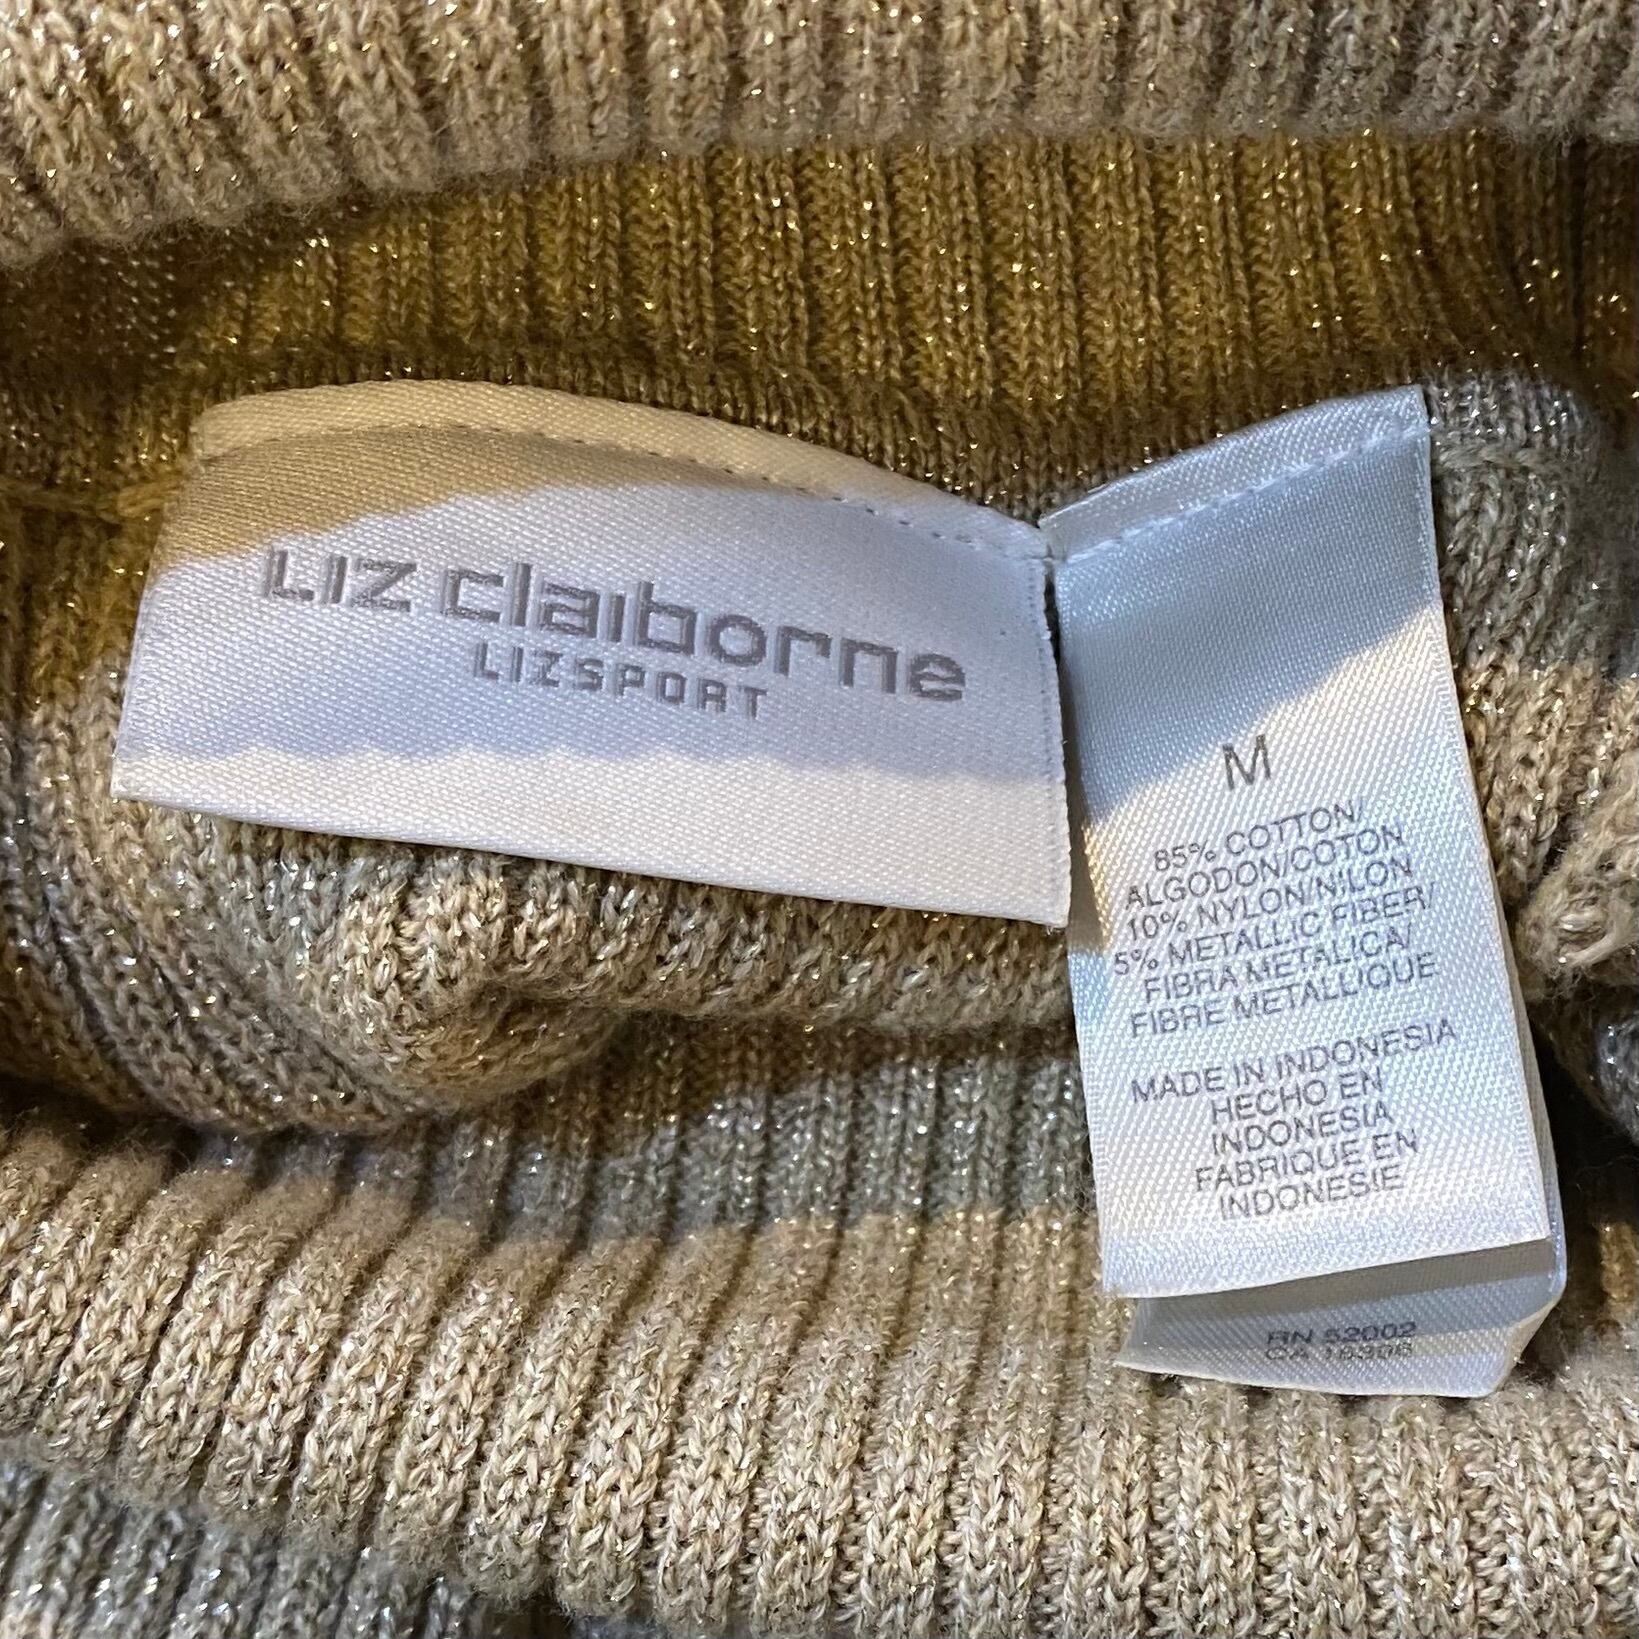 LIZ claiborne
LIZSPORT
M
85% COTTON/
ALGODON/COTON
10% NYLON/NILON
5% METALLIC FIBER/
FIBRA METALICA/
FIBRE METALLIQUE
MADE IN INDONESIA
HECHO EN
INDONESIA
FABRIQUE EN
INDONESIE
RN 52002
CA